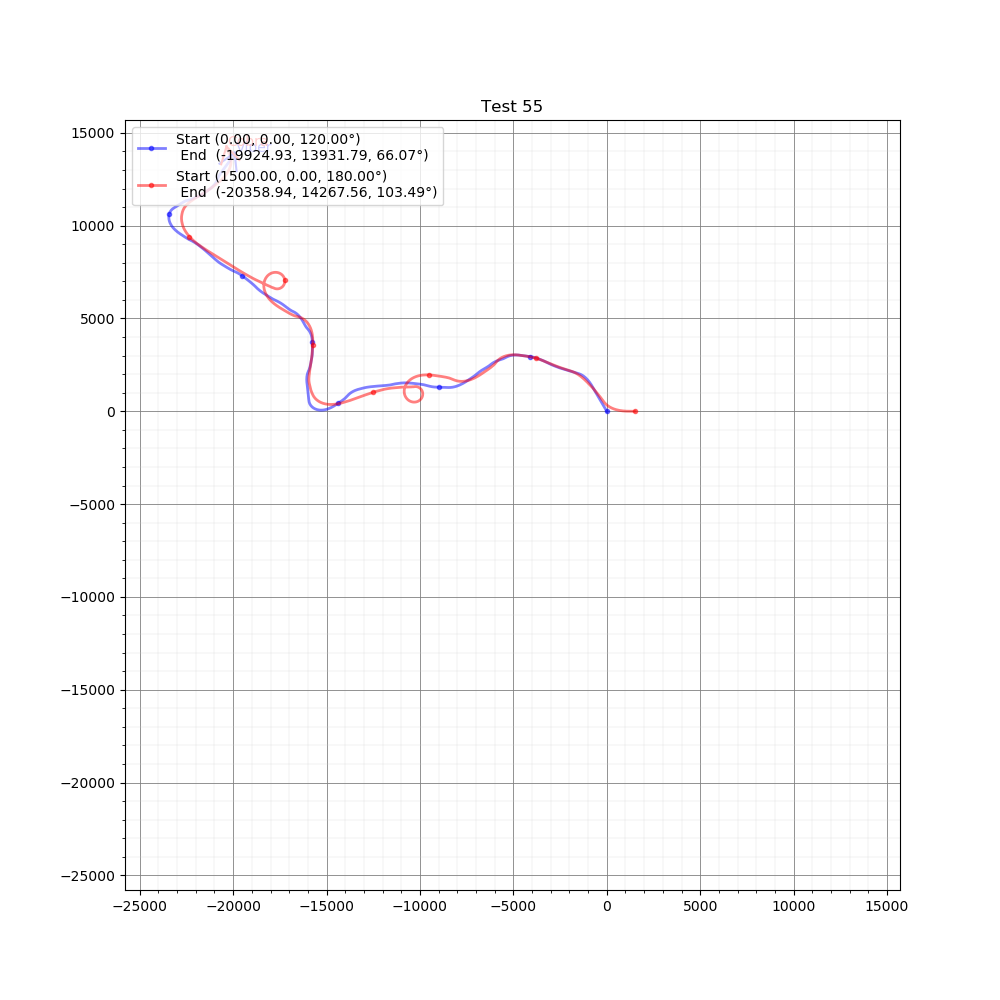 Test 55
Start (0.00, 0.00, 120.00°)
End (-19924.93, 13931.79, 66.07°)
Start (1500.00, 0.00, 180.00°)
End (-20358.94, 14267.56, 103.49°)
15000
10000
5000
0
−5000
−10000
−15000
−20000
−25000
−25000 −20000 −15000 −10000 −5000 0 5000 10000 15000